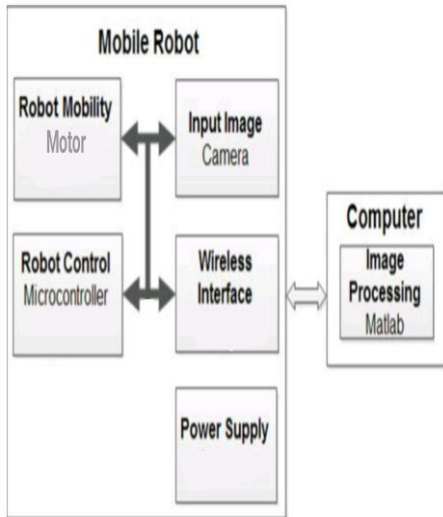 Mobile Robot
Robot Mobility
Motor
Input Image
Camera
Robot Control
Microcontroller
Wireless
Interface
Power Supply
Computer
Image
Processing
Matlab